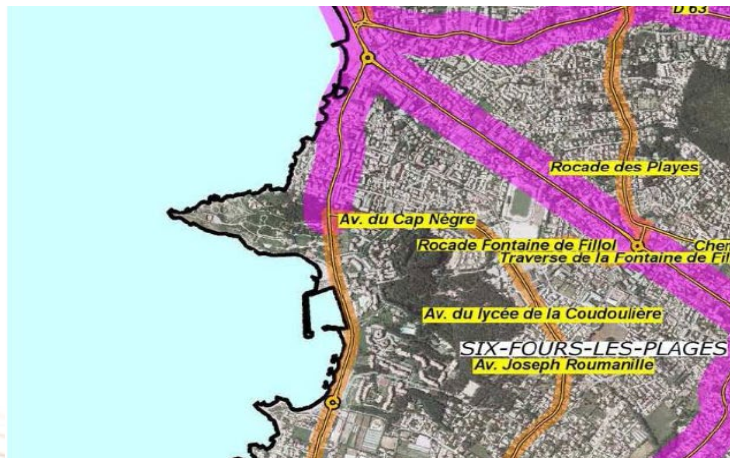 D 63
Rocade des Playes
Av. du Cap Nègre
Rocade Fontaine de Fillol
Cher
Traverse de la Fontaine de Fil
Av. du lycée de la Coudoulière
SIX-FOURS-LES-PLAGES
Av. Joseph Roumanille